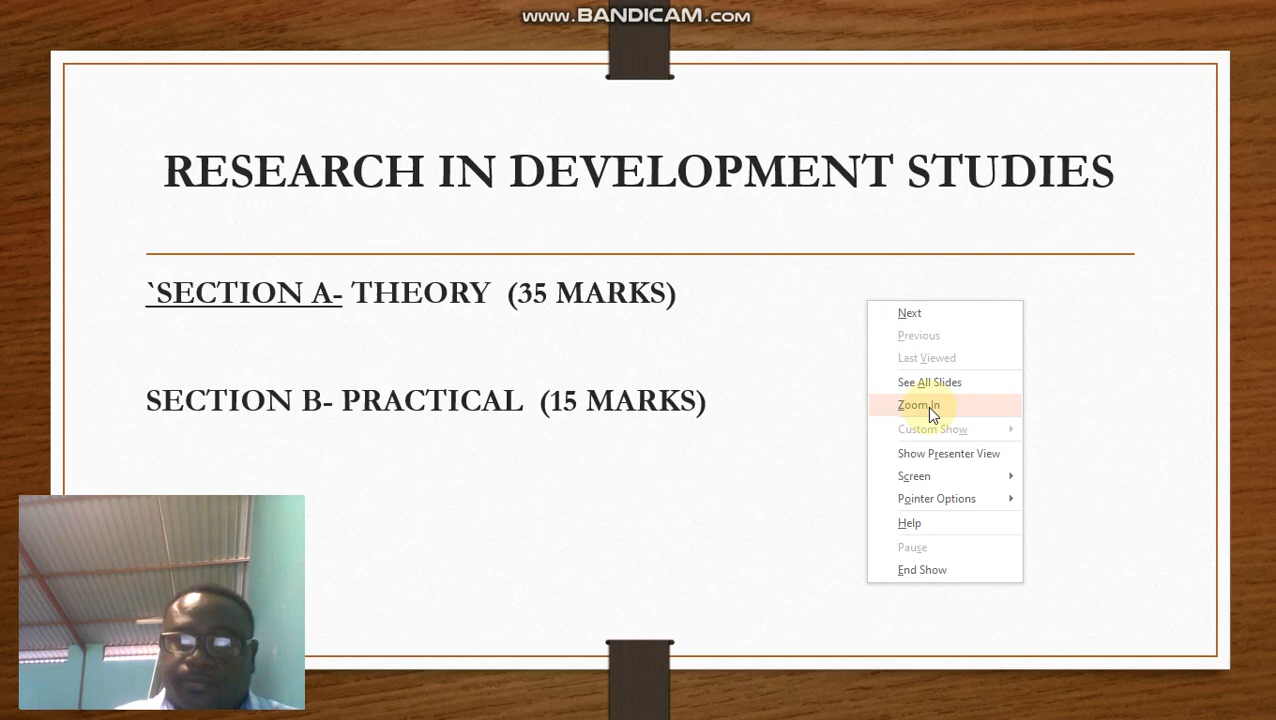 www.BANDICAM.com
RESEARCH IN DEVELOPMENT STUDIES
`SECTION A- THEORY (35 MARKS)
SECTION B- PRACTICAL (15 MARKS)
Next
Previous
Last Viewed
See All Slides
Zoom In
Custom Show
Show Presenter View
Screen
Pointer Options
Help
Pause
End Show